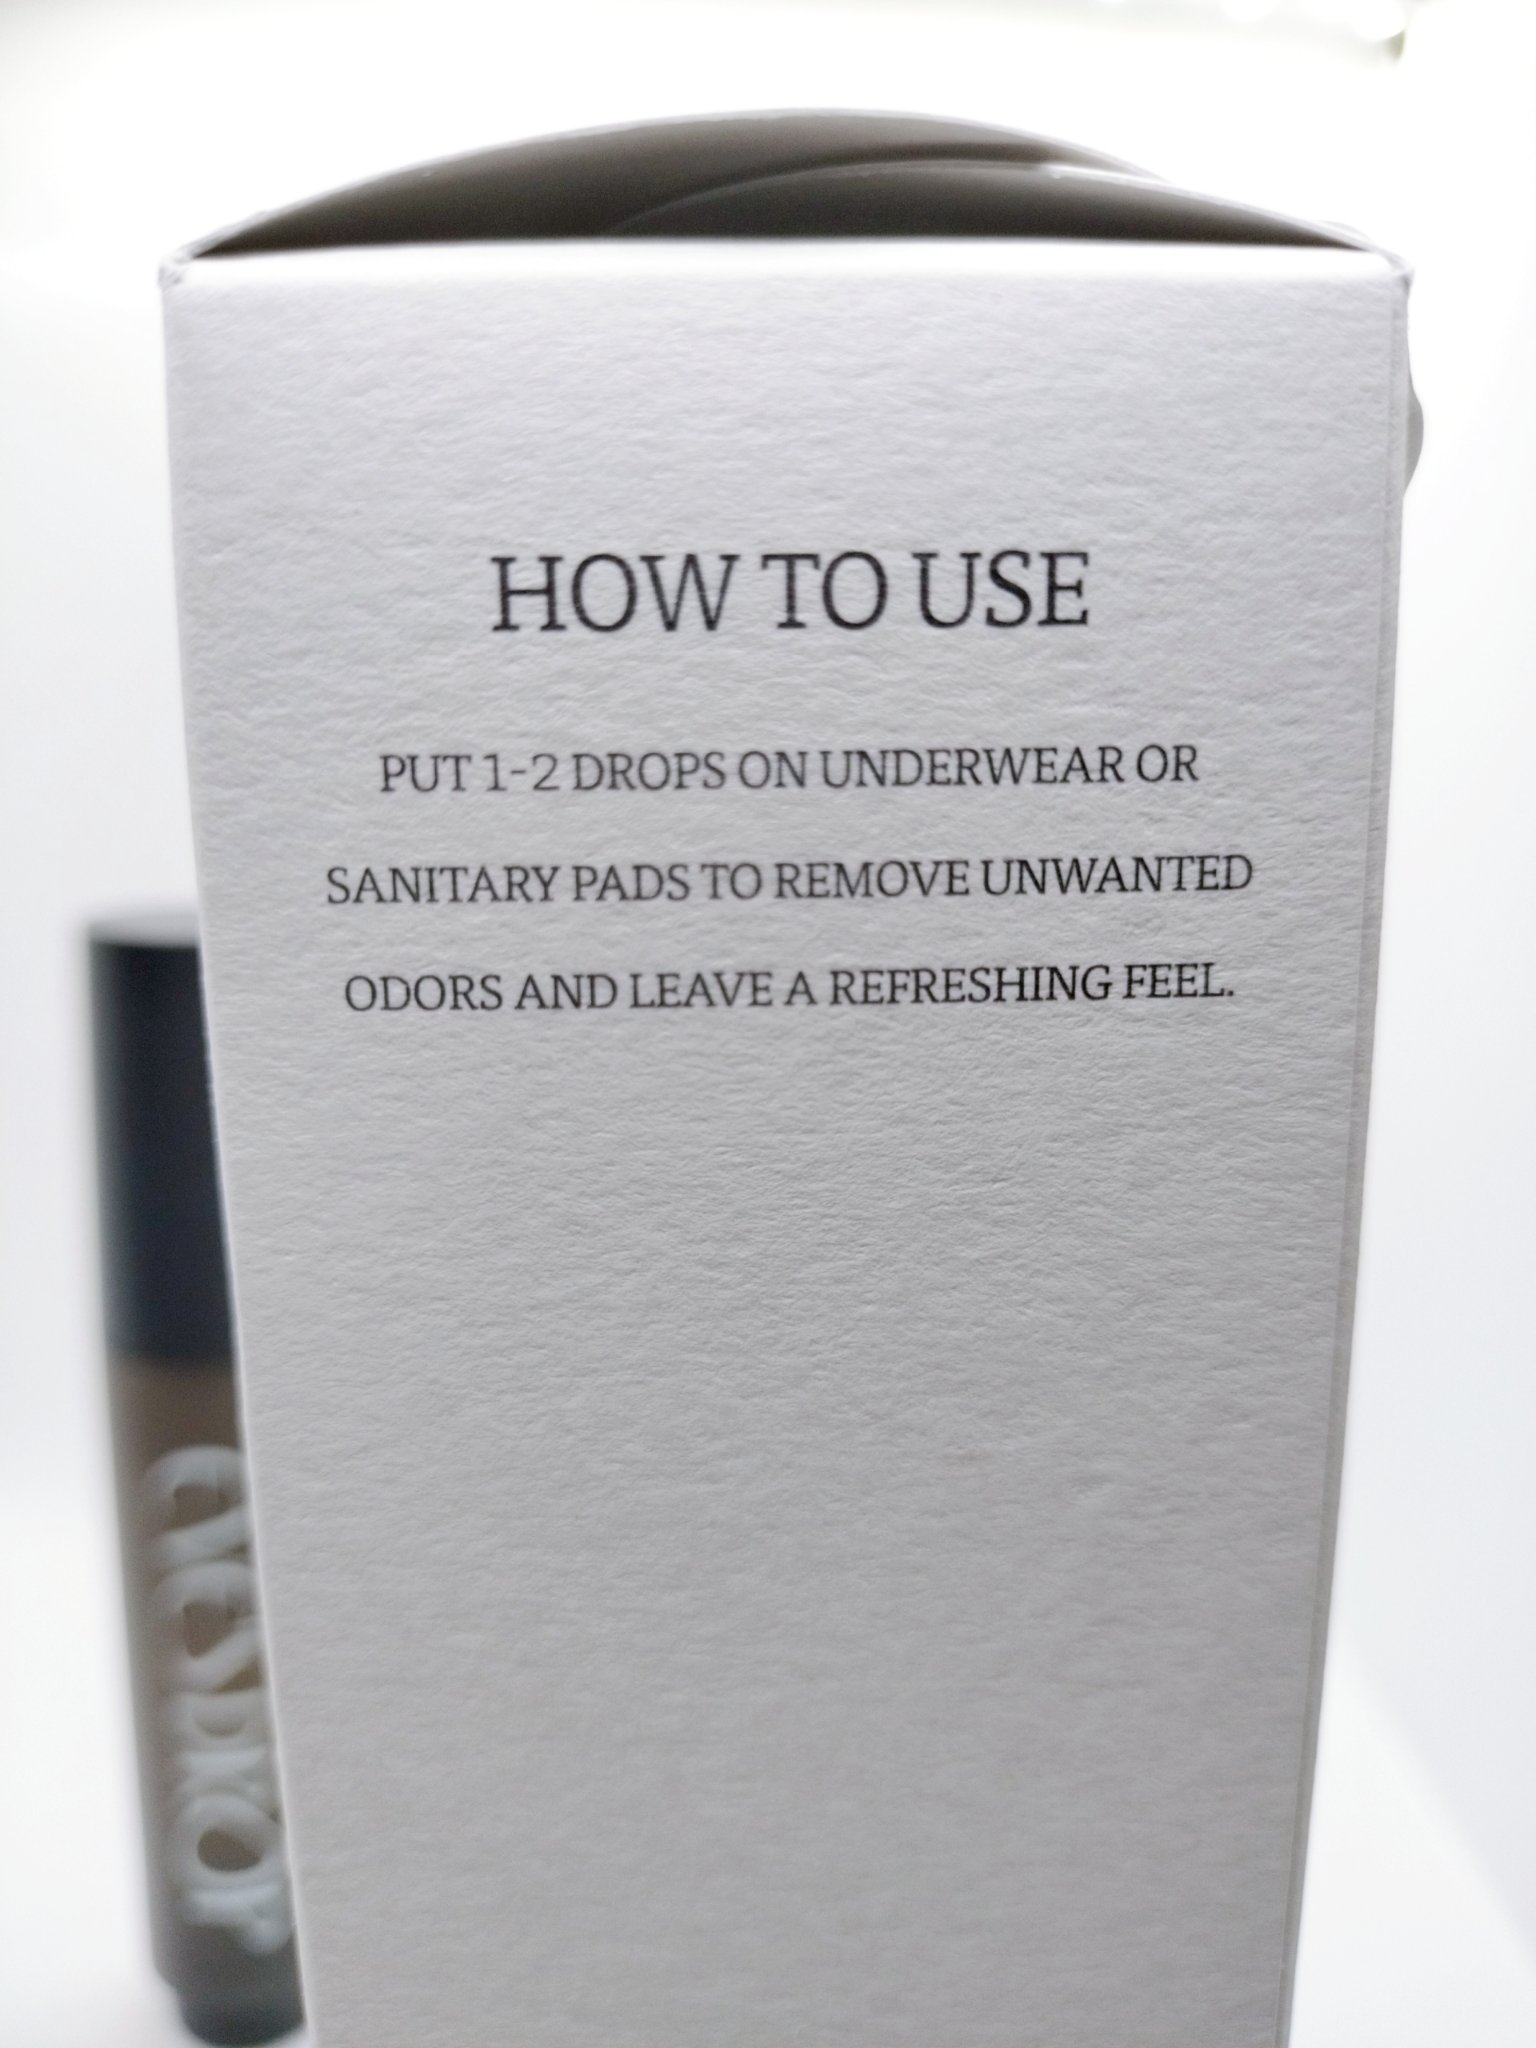 HOW TO USE
PUT 1-2 DROPS ON UNDERWEAR OR
SANITARY PADS TO REMOVE UNWANTED
ODORS AND LEAVE A REFRESHING FEEL.